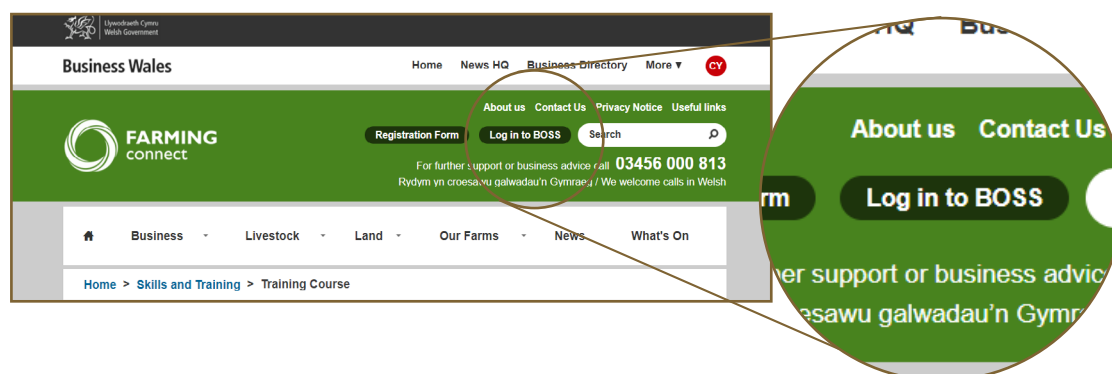 Llywodraeth Cymru
Welsh Government
Business Wales
Home News HQ Business Directory More ▼ CY
About us Contact Us Privacy Notice Useful links
FARMING
connect
Registration Form Log in to BOSS Search
For further support or business advice call 03456 000 813
Rydym yn croesawu galwadau'n Gymraeg / We welcome calls in Welsh
Business Livestock Land Our Farms News What's On
Home > Skills and Training > Training Course
HQ Bus
About us Contact Us
rm Log in to BOSS
her support or business advic
esawu galwadau'n Gymr